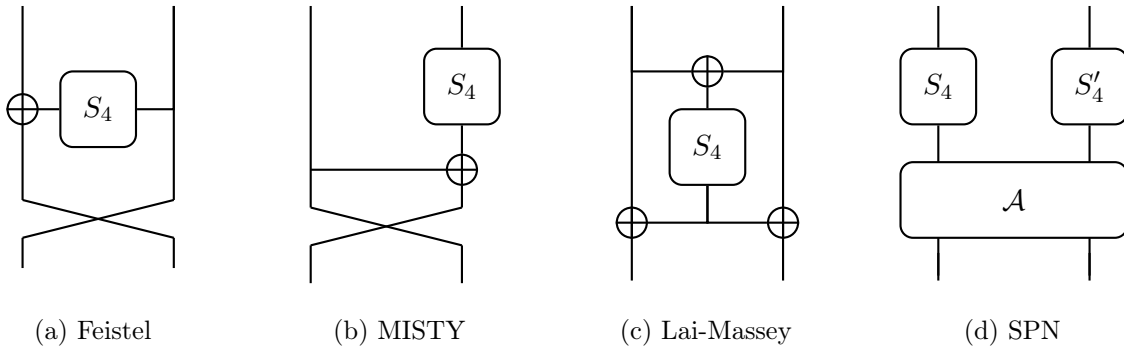 S₄
S₄
S₄
S₄ S′₄
𝒜
(a) Feistel
(b) MISTY
(c) Lai-Massey
(d) SPN